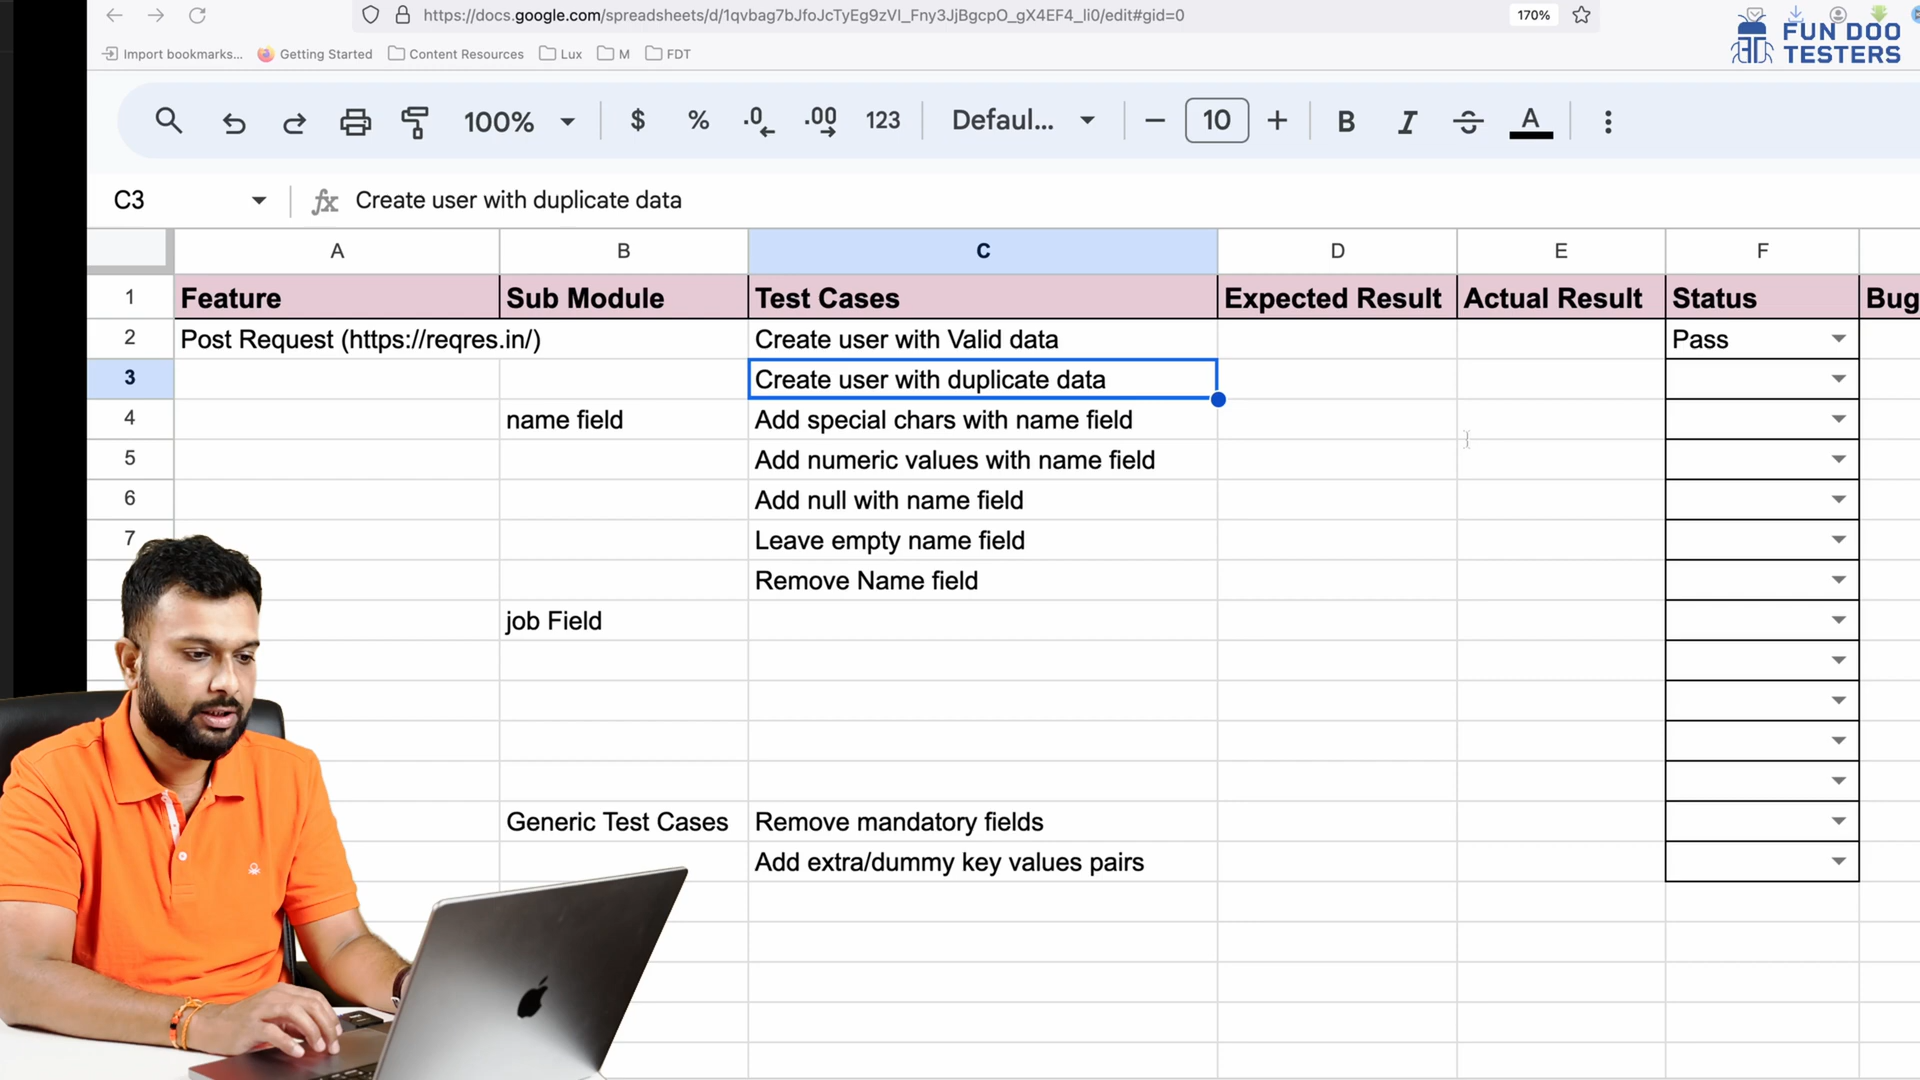 https://docs.google.com/spreadsheets/d/1qvbag7bJfoJcTyEg9zVI_Fny3JjBgcpO_gX4EF4_li0/edit#gid=0
170%
FUN DOO
TESTERS
Import bookmarks...
Getting Started
Content Resources
Lux
M
FDT
100%
$
%
.0
.00
123
Defaul...
10
B
I
S
A
C3
fx
Create user with duplicate data
A
B
C
D
E
F
1
Feature
Sub Module
Test Cases
Expected Result
Actual Result
Status
Bug
2
Post Request (https://reqres.in/)
Create user with Valid data
Pass
3
Create user with duplicate data
4
name field
Add special chars with name field
5
Add numeric values with name field
6
Add null with name field
7
Leave empty name field
Remove Name field
job Field
Generic Test Cases
Remove mandatory fields
Add extra/dummy key values pairs